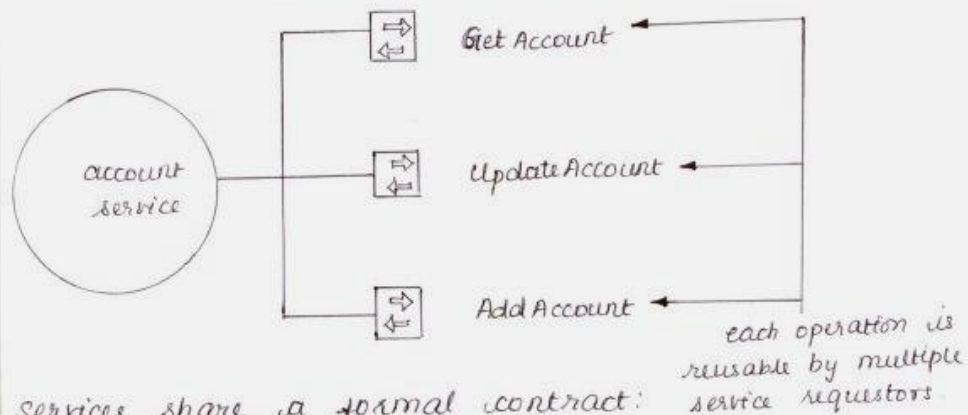 Get Account
account
service
Update Account
Add Account
each operation is
reusable by multiple
service requestors
services share a formal contract: